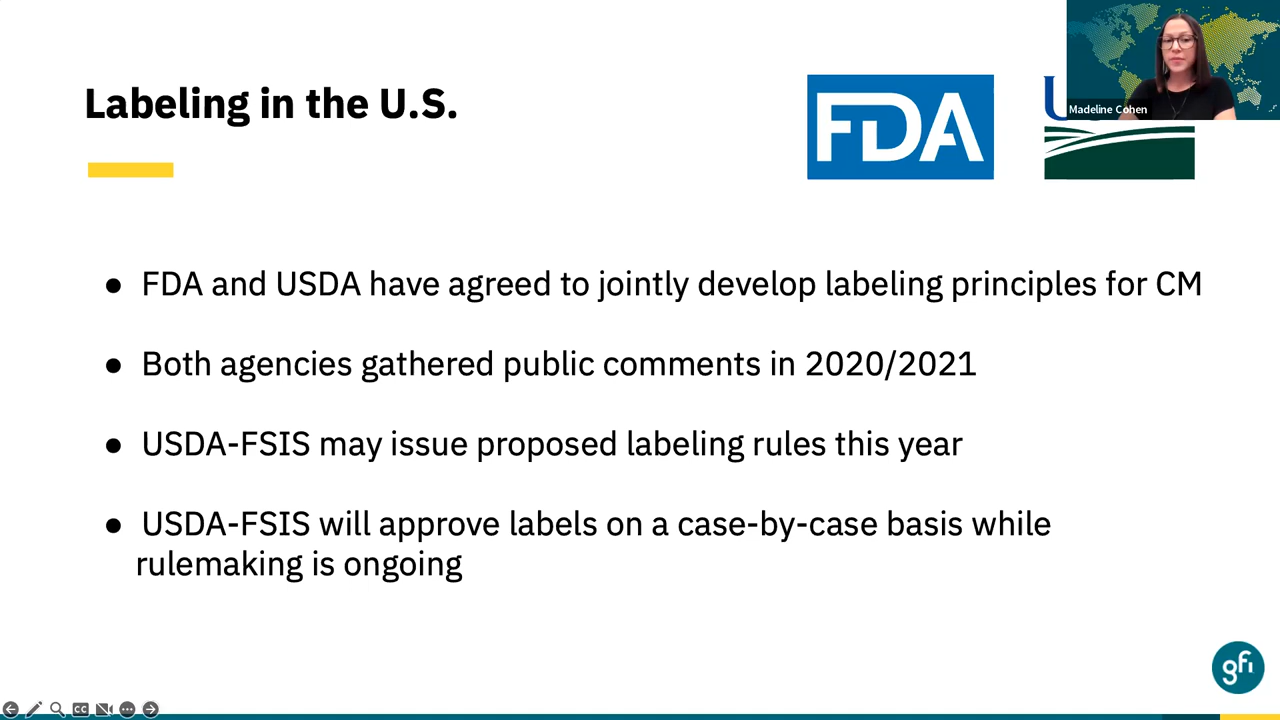 Labeling in the U.S.
FDA
Madeline Cohen
● FDA and USDA have agreed to jointly develop labeling principles for CM
● Both agencies gathered public comments in 2020/2021
● USDA-FSIS may issue proposed labeling rules this year
● USDA-FSIS will approve labels on a case-by-case basis while
rulemaking is ongoing
gfi
CC